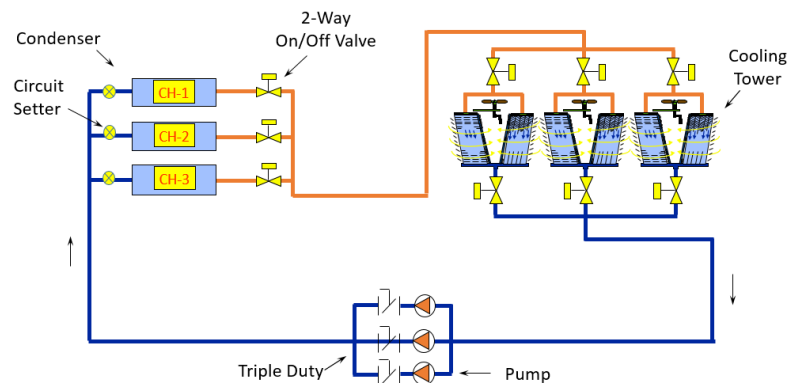 2-Way
On/Off Valve
Condenser
Circuit
Setter
CH-1
CH-2
CH-3
Cooling
Tower
Triple Duty
Pump